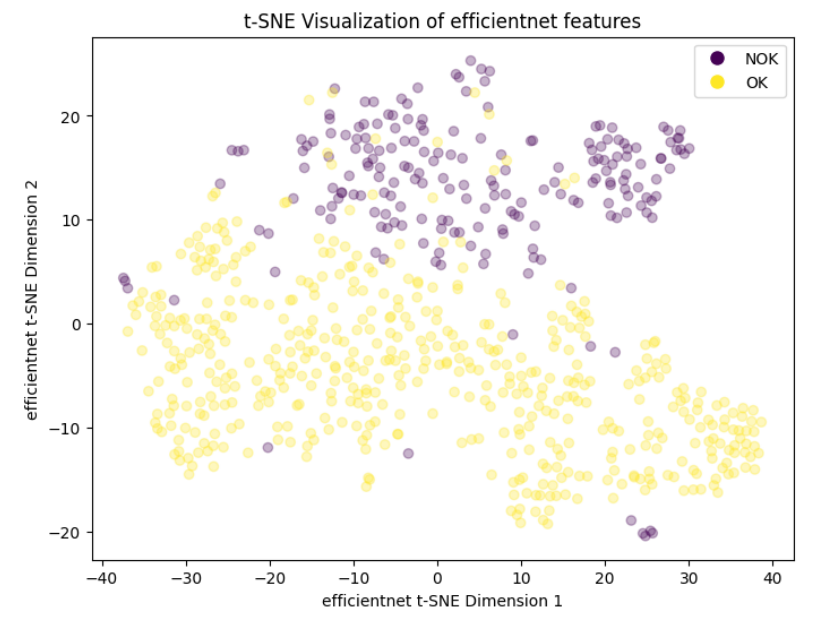 t-SNE Visualization of efficientnet features
NOK
OK
efficientnet t-SNE Dimension 2
20
10
0
−10
−20
−40
−30
−20
−10
0
10
20
30
40
efficientnet t-SNE Dimension 1